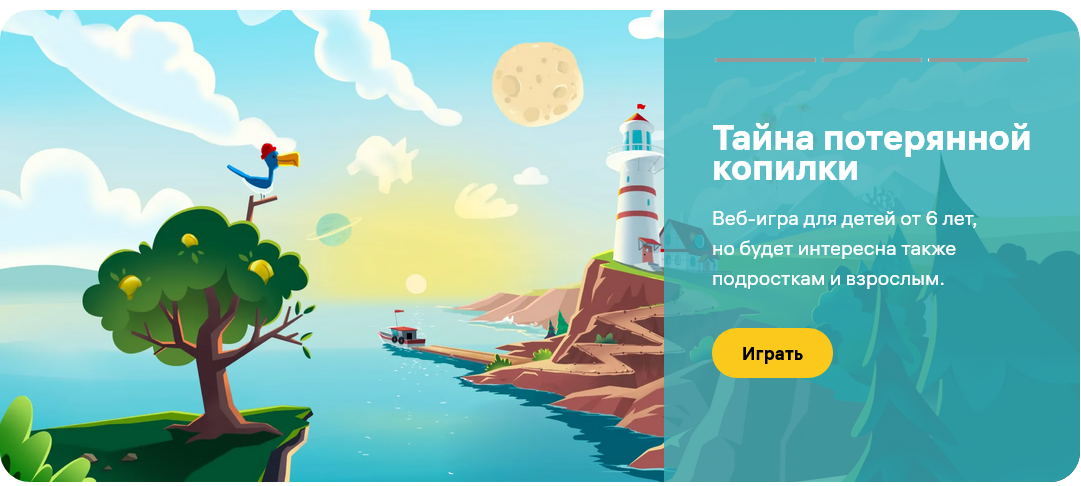 Тайна потерянной
копилки
Веб-игра для детей от 6 лет,
но будет интересна также
подросткам и взрослым.
Играть